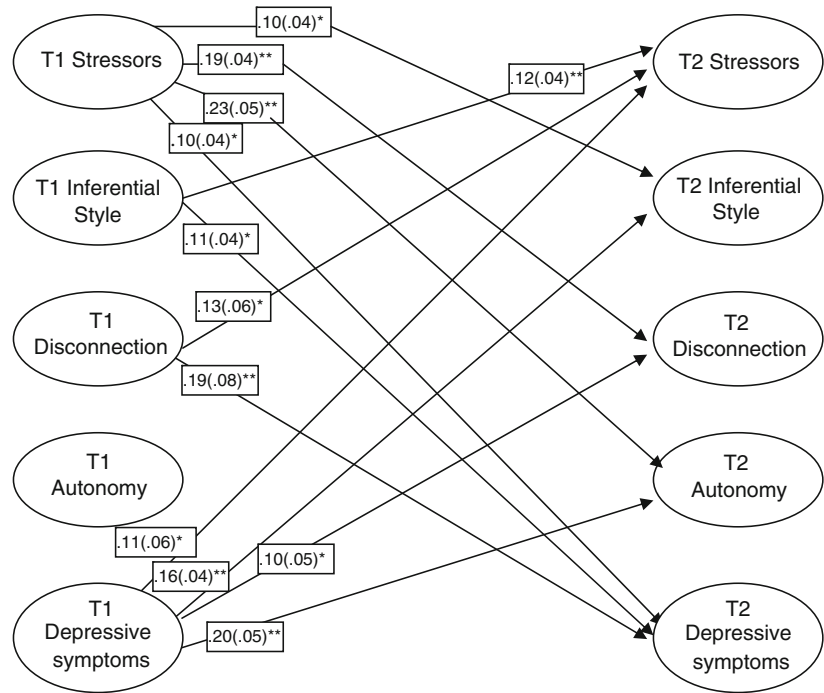 T1 Stressors
.10(.04)*
.19(.04)**
.23(.05)**
.10(.04)*
.12(.04)**
T2 Stressors
T1 Inferential
Style
.11(.04)*
T2 Inferential
Style
T1
Disconnection
.13(.06)*
.19(.08)**
T2
Disconnection
T1
Autonomy
T2
Autonomy
.11(.06)*
.16(.04)**
.10(.05)*
.20(.05)**
T1
Depressive
symptoms
T2
Depressive
symptoms